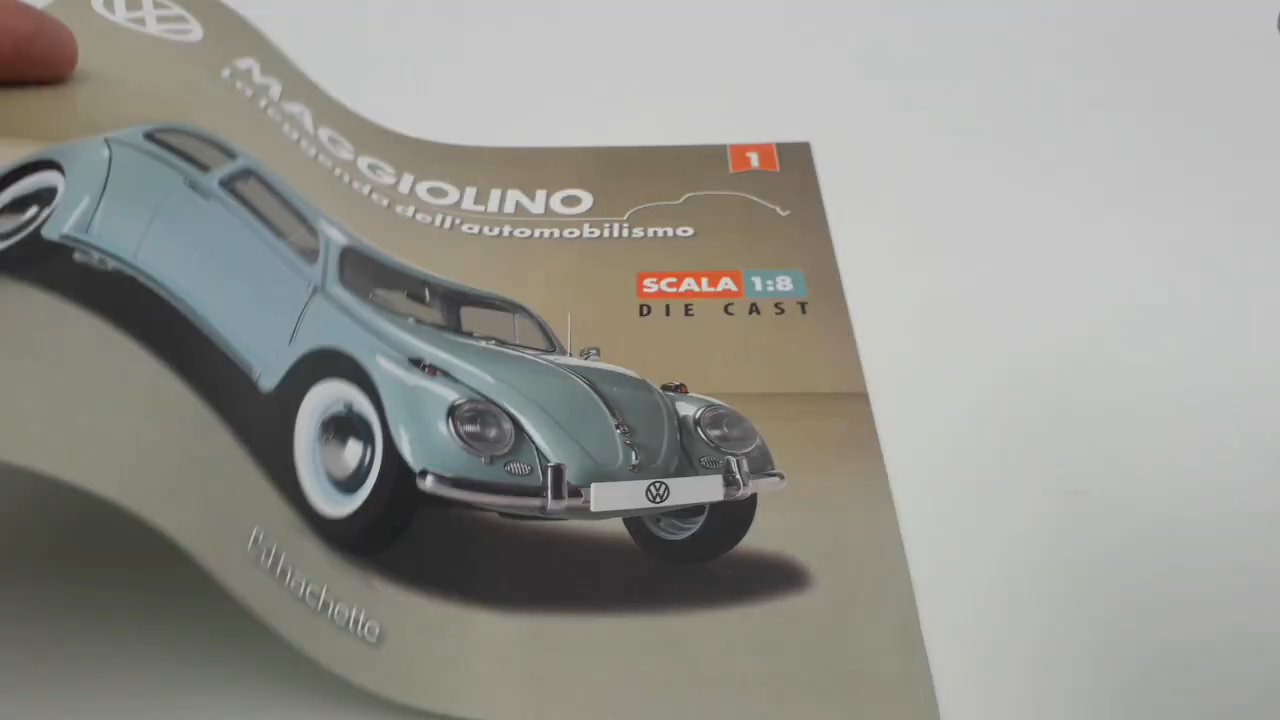 1
MAGGIOLINO
La leggenda dell'automobilismo
SCALA 1:8
DIE CAST
hachette